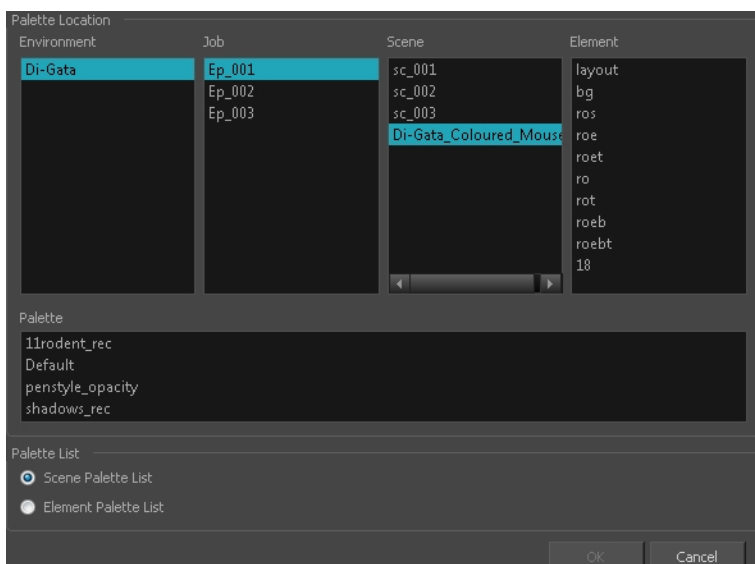 Palette Location
Environment
Job
Scene
Element
Di-Gata
Ep_001
Ep_002
Ep_003
sc_001
sc_002
sc_003
Di-Gata_Coloured_Mouse
layout
bg
ros
roe
roet
ro
rot
roeb
roebt
18
Palette
11rodent_rec
Default
penstyle_opacity
shadows_rec
Palette List
Scene Palette List
Element Palette List
OK
Cancel